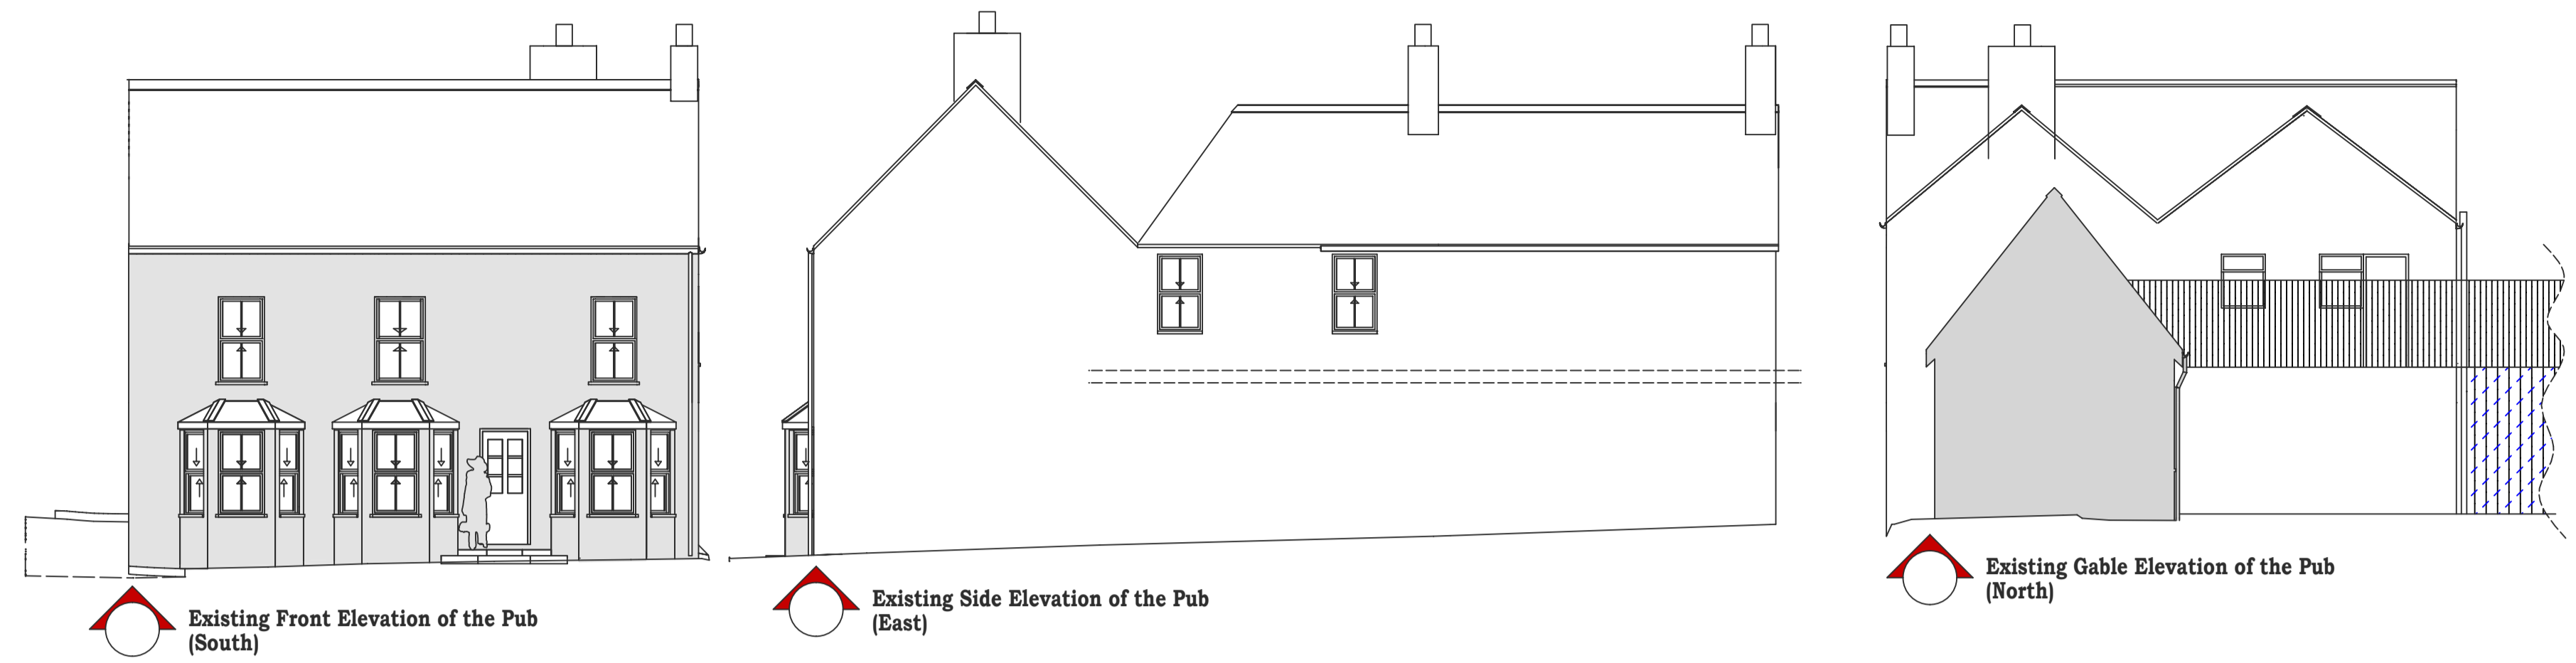 Existing Front Elevation of the Pub
(South)
Existing Side Elevation of the Pub
(East)
Existing Gable Elevation of the Pub
(North)